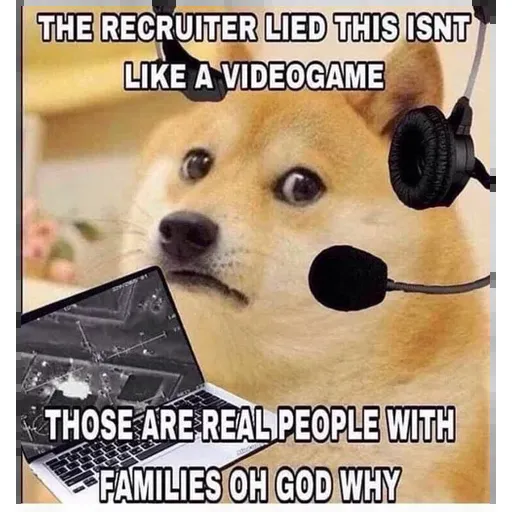 THE RECRUITER LIED THIS ISNT
LIKE A VIDEOGAME
THOSE ARE REAL PEOPLE WITH
FAMILIES OH GOD WHY